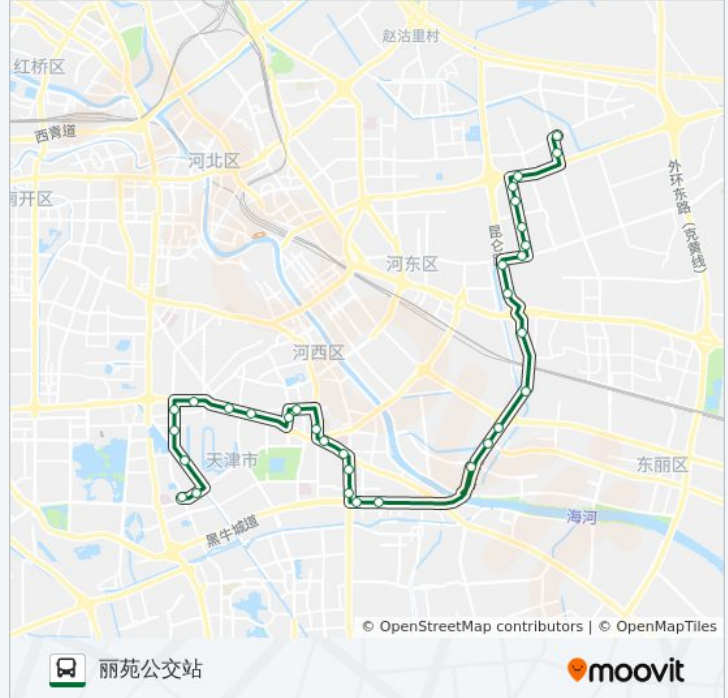 赵沽里村
红桥区
西青道
河北区
外环东路（克黄线）
南开区
昆仑
河东区
河西区
天津市
东丽区
海河
黑牛城道
© OpenStreetMap contributors | © OpenMapTiles
丽苑公交站
moovit